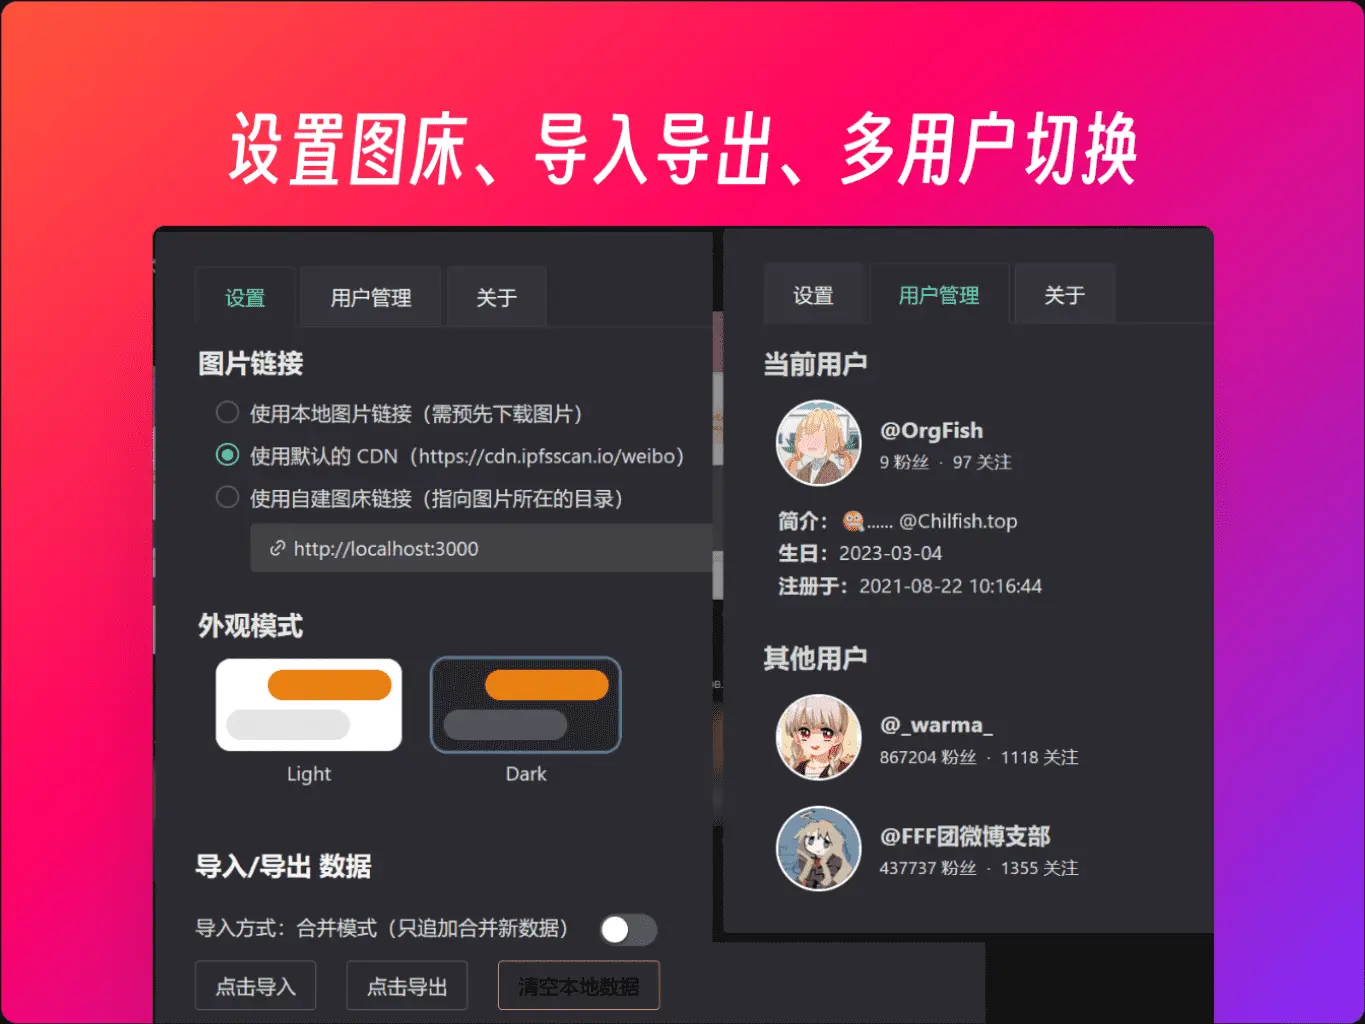 设置图床、导入导出、多用户切换
设置 用户管理 关于
图片链接
使用本地图片链接（需预先下载图片）
使用默认的 CDN（https://cdn.ipfsscan.io/weibo）
使用自建图床链接（指向图片所在的目录）
http://localhost:3000
外观模式
Light Dark
导入/导出 数据
导入方式：合并模式（只追加合并新数据）
点击导入 点击导出 清空本地数据
设置 用户管理 关于
当前用户
@OrgFish
9 粉丝 · 97 关注
简介：...... @Chilfish.top
生日：2023-03-04
注册于：2021-08-22 10:16:44
其他用户
@_warma_
867204 粉丝 · 1118 关注
@FFF团微博支部
437737 粉丝 · 1355 关注